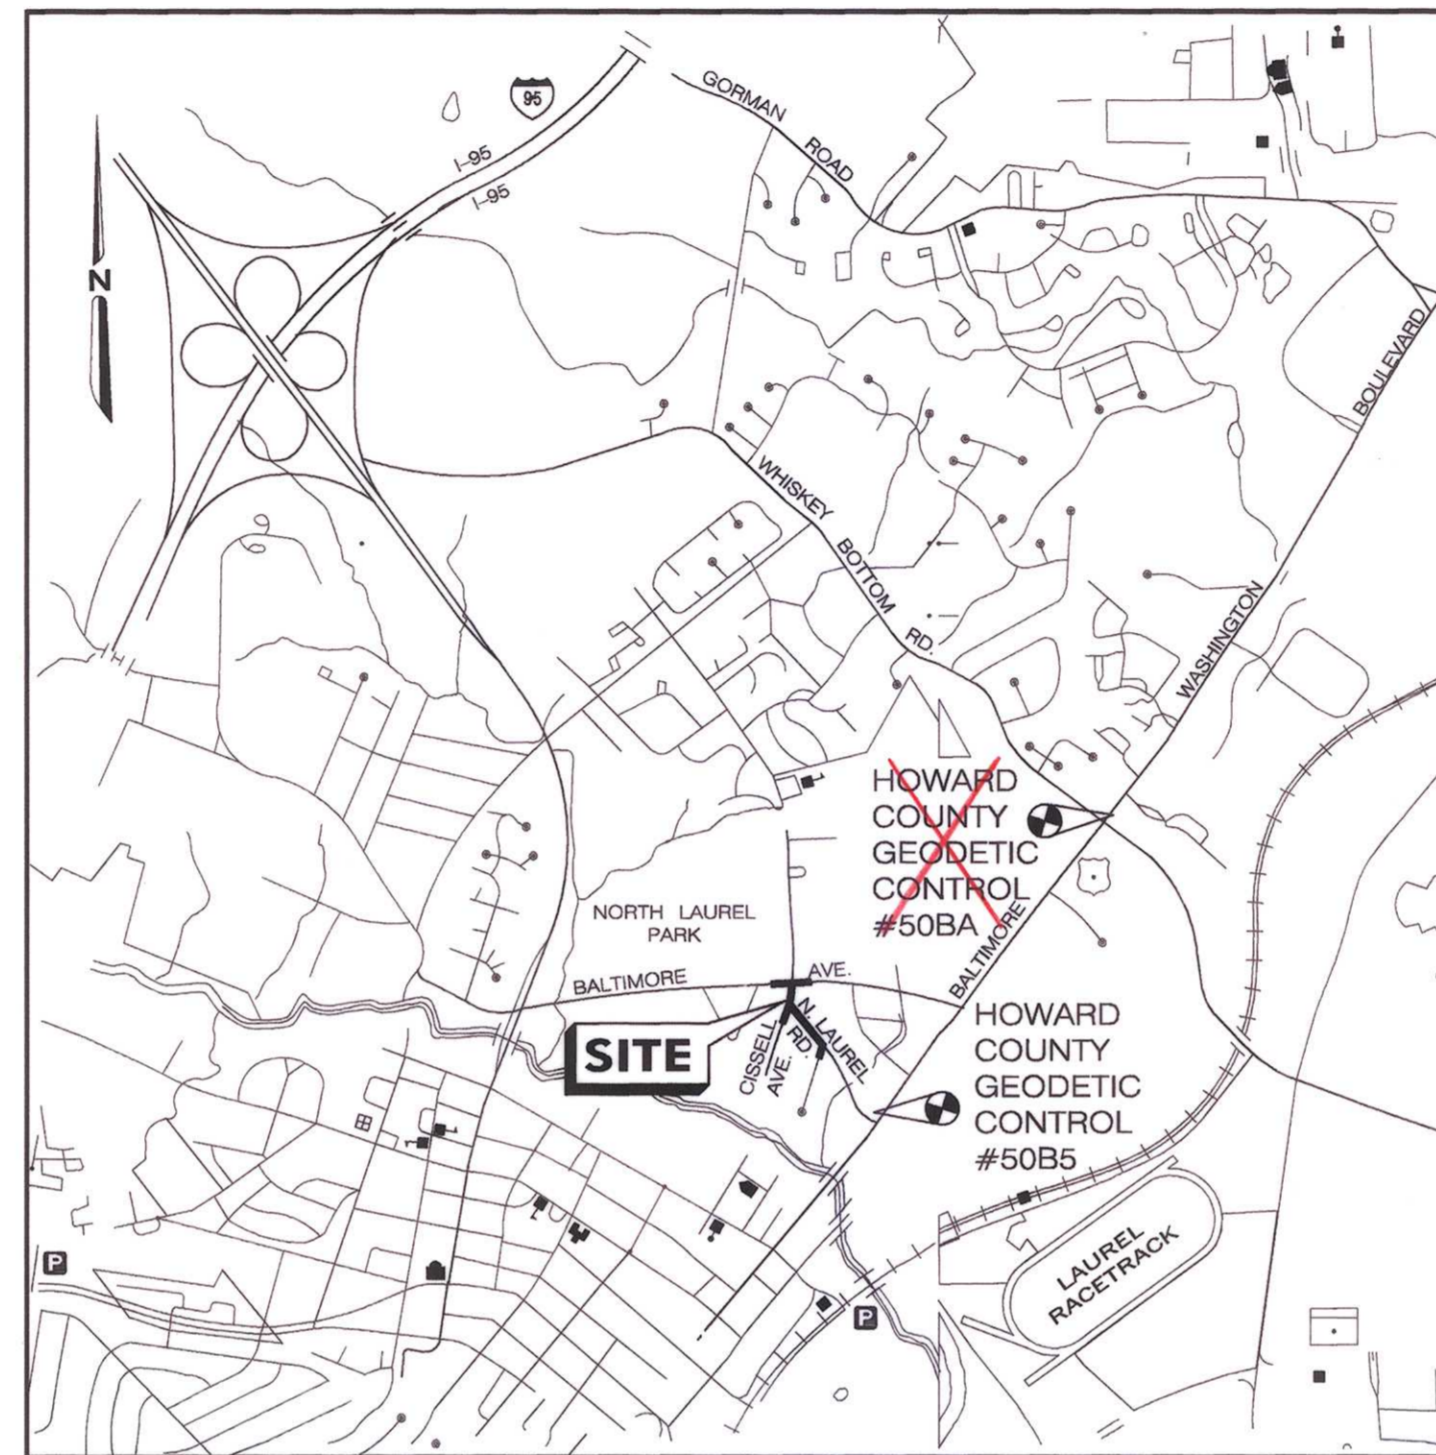 GORMAN
ROAD
95
I-95
I-95
N
BOULEVARD
WHISKEY
BOTTOM
RD.
WASHINGTON
HOWARD
COUNTY
GEODETIC
CONTROL
#50BA
BALTIMORE
NORTH LAUREL
PARK
BALTIMORE
AVE.
SITE
CISSELL
AVE.
N. LAUREL
RD.
HOWARD
COUNTY
GEODETIC
CONTROL
#50B5
LAUREL
RACETRACK
P
P